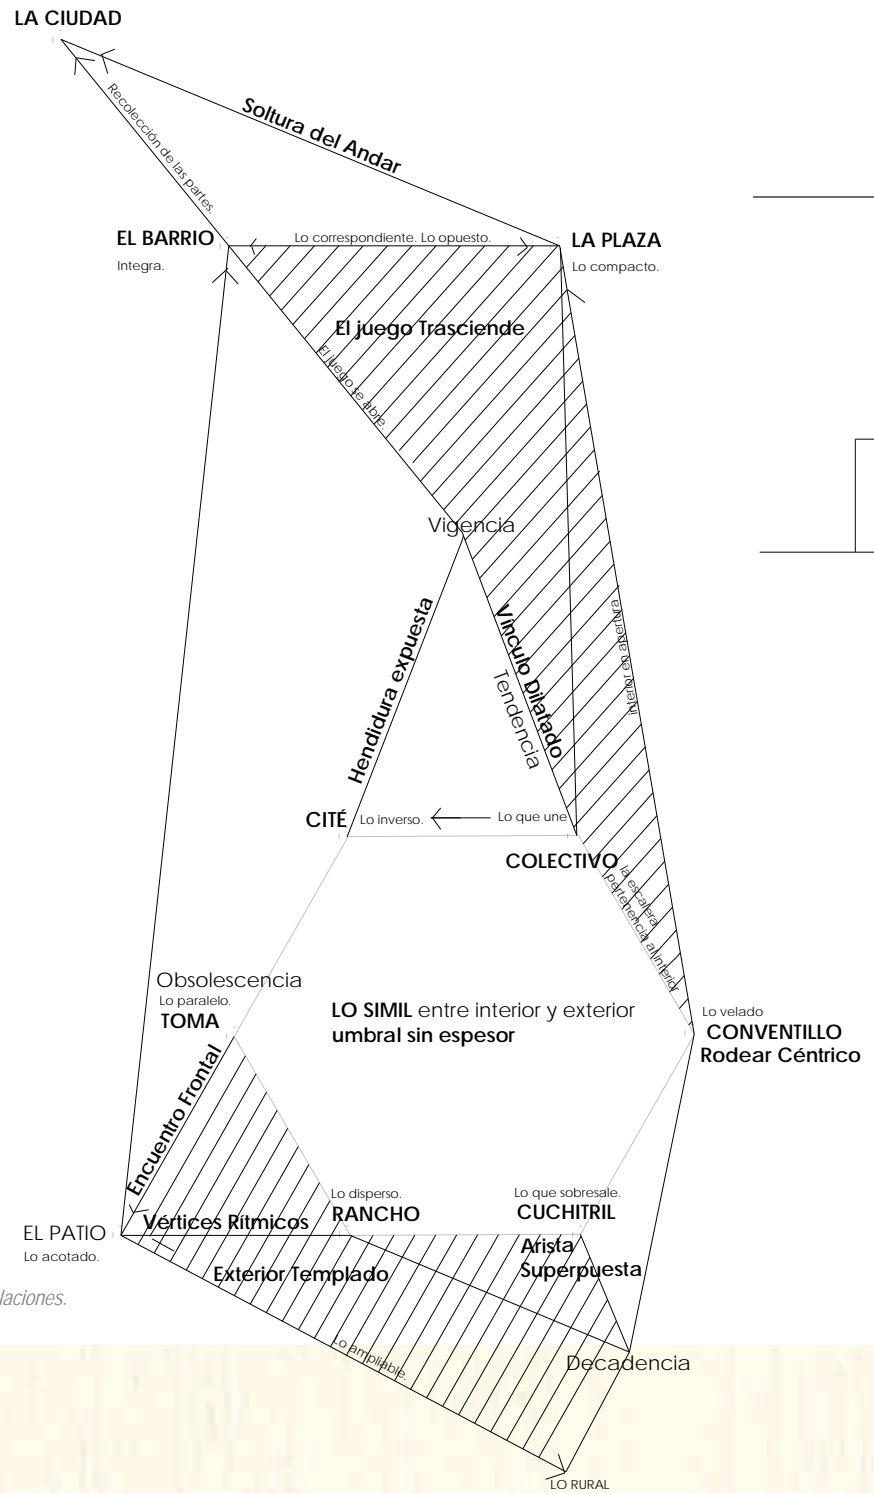 LA CIUDAD
Soltura del Andar
Recolección de las partes.
EL BARRIO
Integra.
Lo correspondiente. Lo opuesto.
LA PLAZA
Lo compacto.
El juego Trasciende
El juego se abre.
Vigencia
Hendidura expuesta
Vínculo Dilatado
Tendencia
interior en apertura
CITÉ
Lo inverso.
Lo que une
COLECTIVO
la escalera
pertenencia al interior
Obsolescencia
Lo paralelo.
TOMA
LO SIMIL entre interior y exterior
umbral sin espesor
Lo velado
CONVENTILLO
Rodear Céntrico
Encuentro Frontal
Lo disperso.
RANCHO
Lo que sobresale.
CUCHITRIL
EL PATIO
Lo acotado.
Vértices Rítmicos
Arista
Superpuesta
Exterior Templado
laciones.
Lo ampliable.
Decadencia
LO RURAL